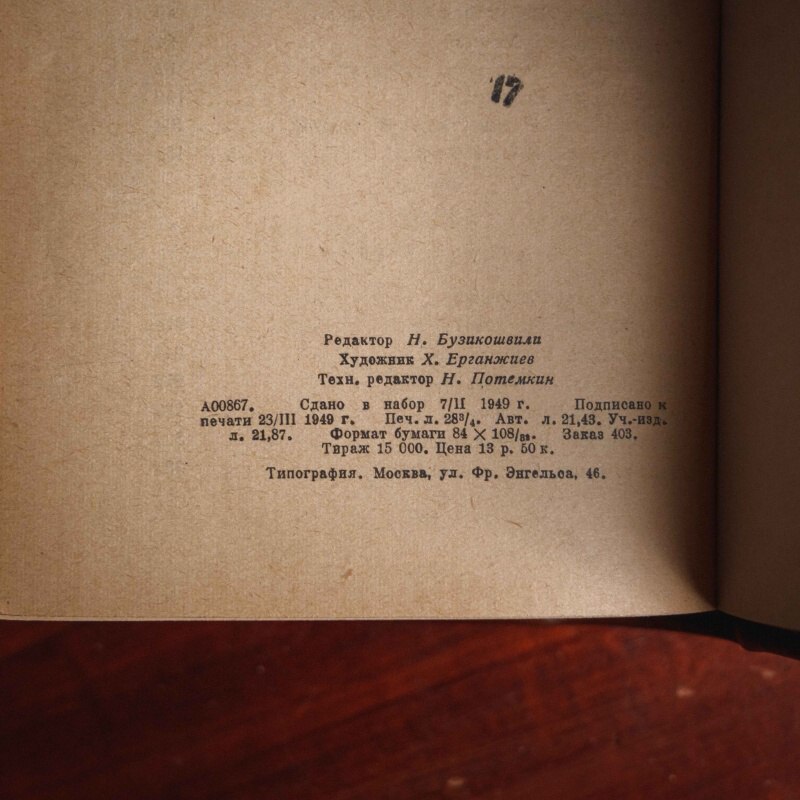 17
Редактор Н. Бузикошвили
Художник Х. Ерганжиев
Техн. редактор Н. Потемкин
А00867. Сдано в набор 7/II 1949 г. Подписано к
печати 23/III 1949 г. Печ. л. 28³/₄. Авт. л. 21,43. Уч.-изд.
л. 21,87. Формат бумаги 84 × 108/₃₂. Заказ 403.
Тираж 15 000. Цена 13 р. 50 к.
Типография. Москва, ул. Фр. Энгельса, 46.